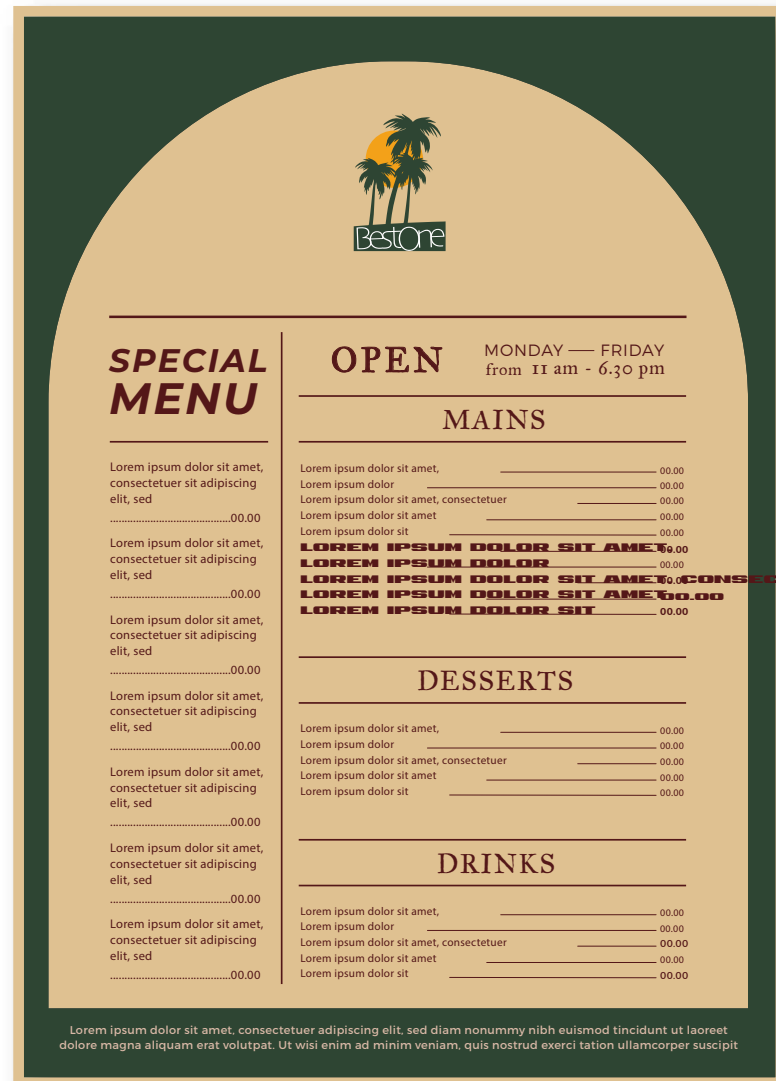 BestOne
SPECIAL
MENU
Lorem ipsum dolor sit amet,
consectetuer sit adipiscing
elit, sed
..........................................00.00
Lorem ipsum dolor sit amet,
consectetuer sit adipiscing
elit, sed
..........................................00.00
Lorem ipsum dolor sit amet,
consectetuer sit adipiscing
elit, sed
..........................................00.00
Lorem ipsum dolor sit amet,
consectetuer sit adipiscing
elit, sed
..........................................00.00
Lorem ipsum dolor sit amet,
consectetuer sit adipiscing
elit, sed
..........................................00.00
Lorem ipsum dolor sit amet,
consectetuer sit adipiscing
elit, sed
..........................................00.00
Lorem ipsum dolor sit amet,
consectetuer sit adipiscing
elit, sed
..........................................00.00
OPEN
MONDAY — FRIDAY
from 11 am - 6.30 pm
MAINS
Lorem ipsum dolor sit amet, 00.00
Lorem ipsum dolor 00.00
Lorem ipsum dolor sit amet, consectetuer 00.00
Lorem ipsum dolor sit amet 00.00
Lorem ipsum dolor sit 00.00
LOREM IPSUM DOLOR SIT AMET, 00.00
LOREM IPSUM DOLOR 00.00
LOREM IPSUM DOLOR SIT AMET, 00.00
LOREM IPSUM DOLOR SIT AMET 00.00
LOREM IPSUM DOLOR SIT 00.00
DESSERTS
Lorem ipsum dolor sit amet, 00.00
Lorem ipsum dolor 00.00
Lorem ipsum dolor sit amet, consectetuer 00.00
Lorem ipsum dolor sit amet 00.00
Lorem ipsum dolor sit 00.00
DRINKS
Lorem ipsum dolor sit amet, 00.00
Lorem ipsum dolor 00.00
Lorem ipsum dolor sit amet, consectetuer 00.00
Lorem ipsum dolor sit amet 00.00
Lorem ipsum dolor sit 00.00
Lorem ipsum dolor sit amet, consectetuer adipiscing elit, sed diam nonummy nibh euismod tincidunt ut laoreet
dolore magna aliquam erat volutpat. Ut wisi enim ad minim veniam, quis nostrud exerci tation ullamcorper suscipit